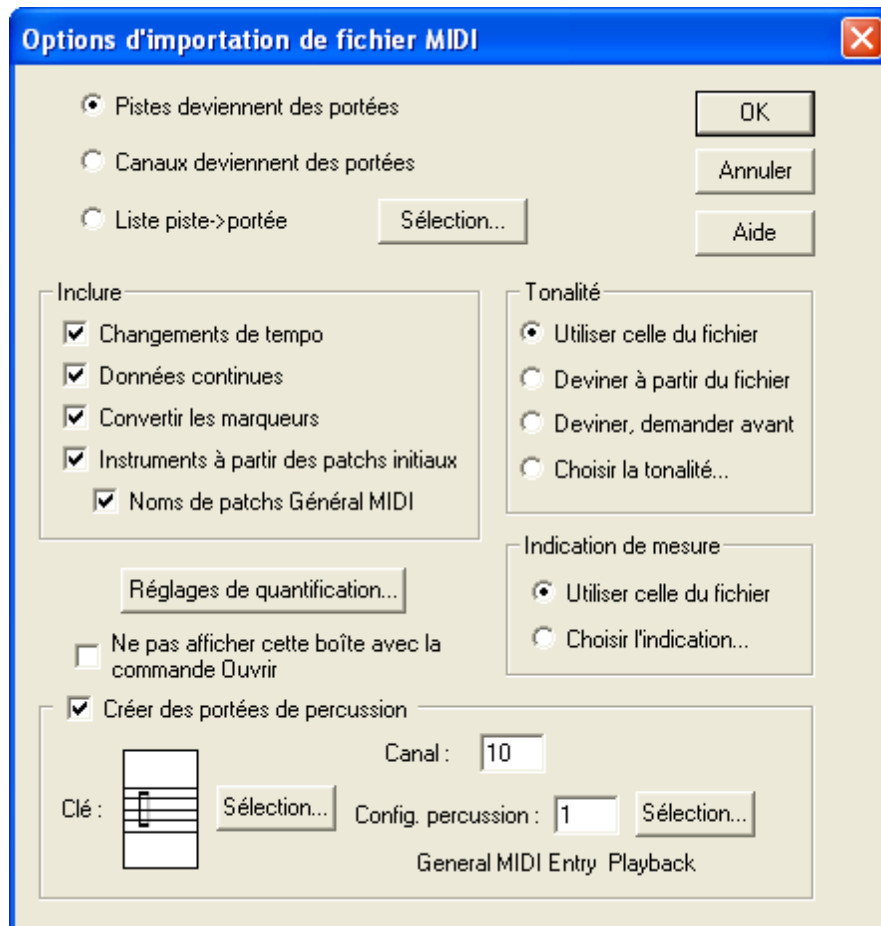 Options d'importation de fichier MIDI
Pistes deviennent des portées
OK
Canaux deviennent des portées
Annuler
Liste piste->portée
Sélection...
Aide
Inclure
Changements de tempo
Données continues
Convertir les marqueurs
Instruments à partir des patchs initiaux
Noms de patchs Général MIDI
Tonalité
Utiliser celle du fichier
Deviner à partir du fichier
Deviner, demander avant
Choisir la tonalité...
Réglages de quantification...
Ne pas afficher cette boîte avec la
commande Ouvrir
Indication de mesure
Utiliser celle du fichier
Choisir l'indication...
Créer des portées de percussion
Clé :
Sélection...
Canal :
10
Config. percussion :
1
Sélection...
General MIDI Entry Playback